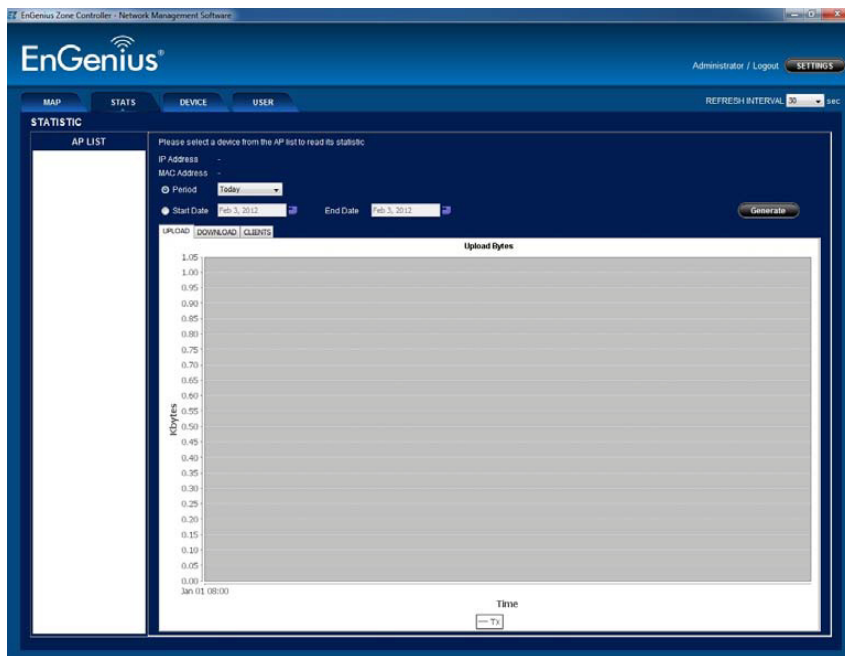 EnGenius Zone Controller - Network Management Software
EnGenius®
Administrator / Logout SETTINGS
MAP STATS DEVICE USER REFRESH INTERVAL 30 sec
STATISTIC
AP LIST
Please select a device from the AP list to read its statistic
IP Address -
MAC Address -
Period Today
Start Date Feb 3, 2012 End Date Feb 3, 2012 Generate
UPLOAD DOWNLOAD CLIENTS
Upload Bytes
1.05
1.00
0.95
0.90
0.85
0.80
0.75
0.70
0.65
0.60
0.55
0.50
0.45
0.40
0.35
0.30
0.25
0.20
0.15
0.10
0.05
0.00
Kbytes
Jan 01 08:00
Time
Tx